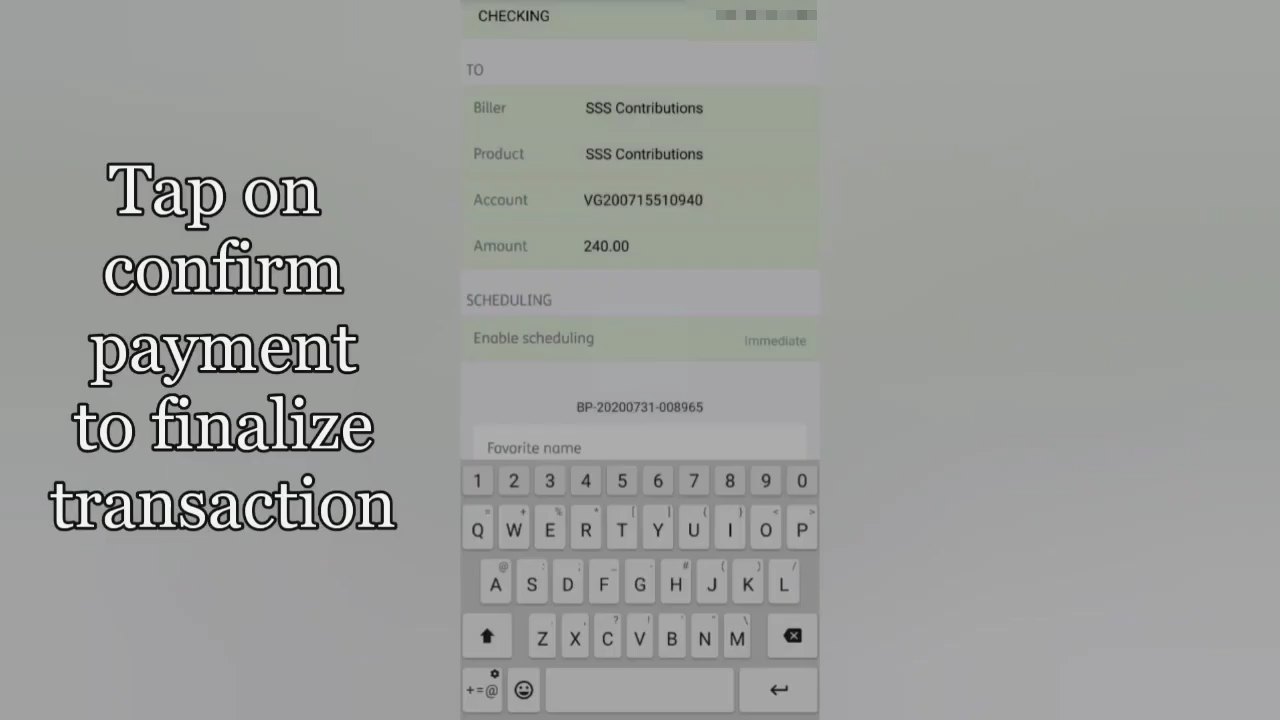 Tap on
confirm
payment
to finalize
transaction
CHECKING
TO
Biller SSS Contributions
Product SSS Contributions
Account VG200715510940
Amount 240.00
SCHEDULING
Enable scheduling Immediate
BP-20200731-008965
Favorite name
1 2 3 4 5 6 7 8 9 0
Q W E R T Y U I O P
A S D F G H J K L
Z X C V B N M
+=@